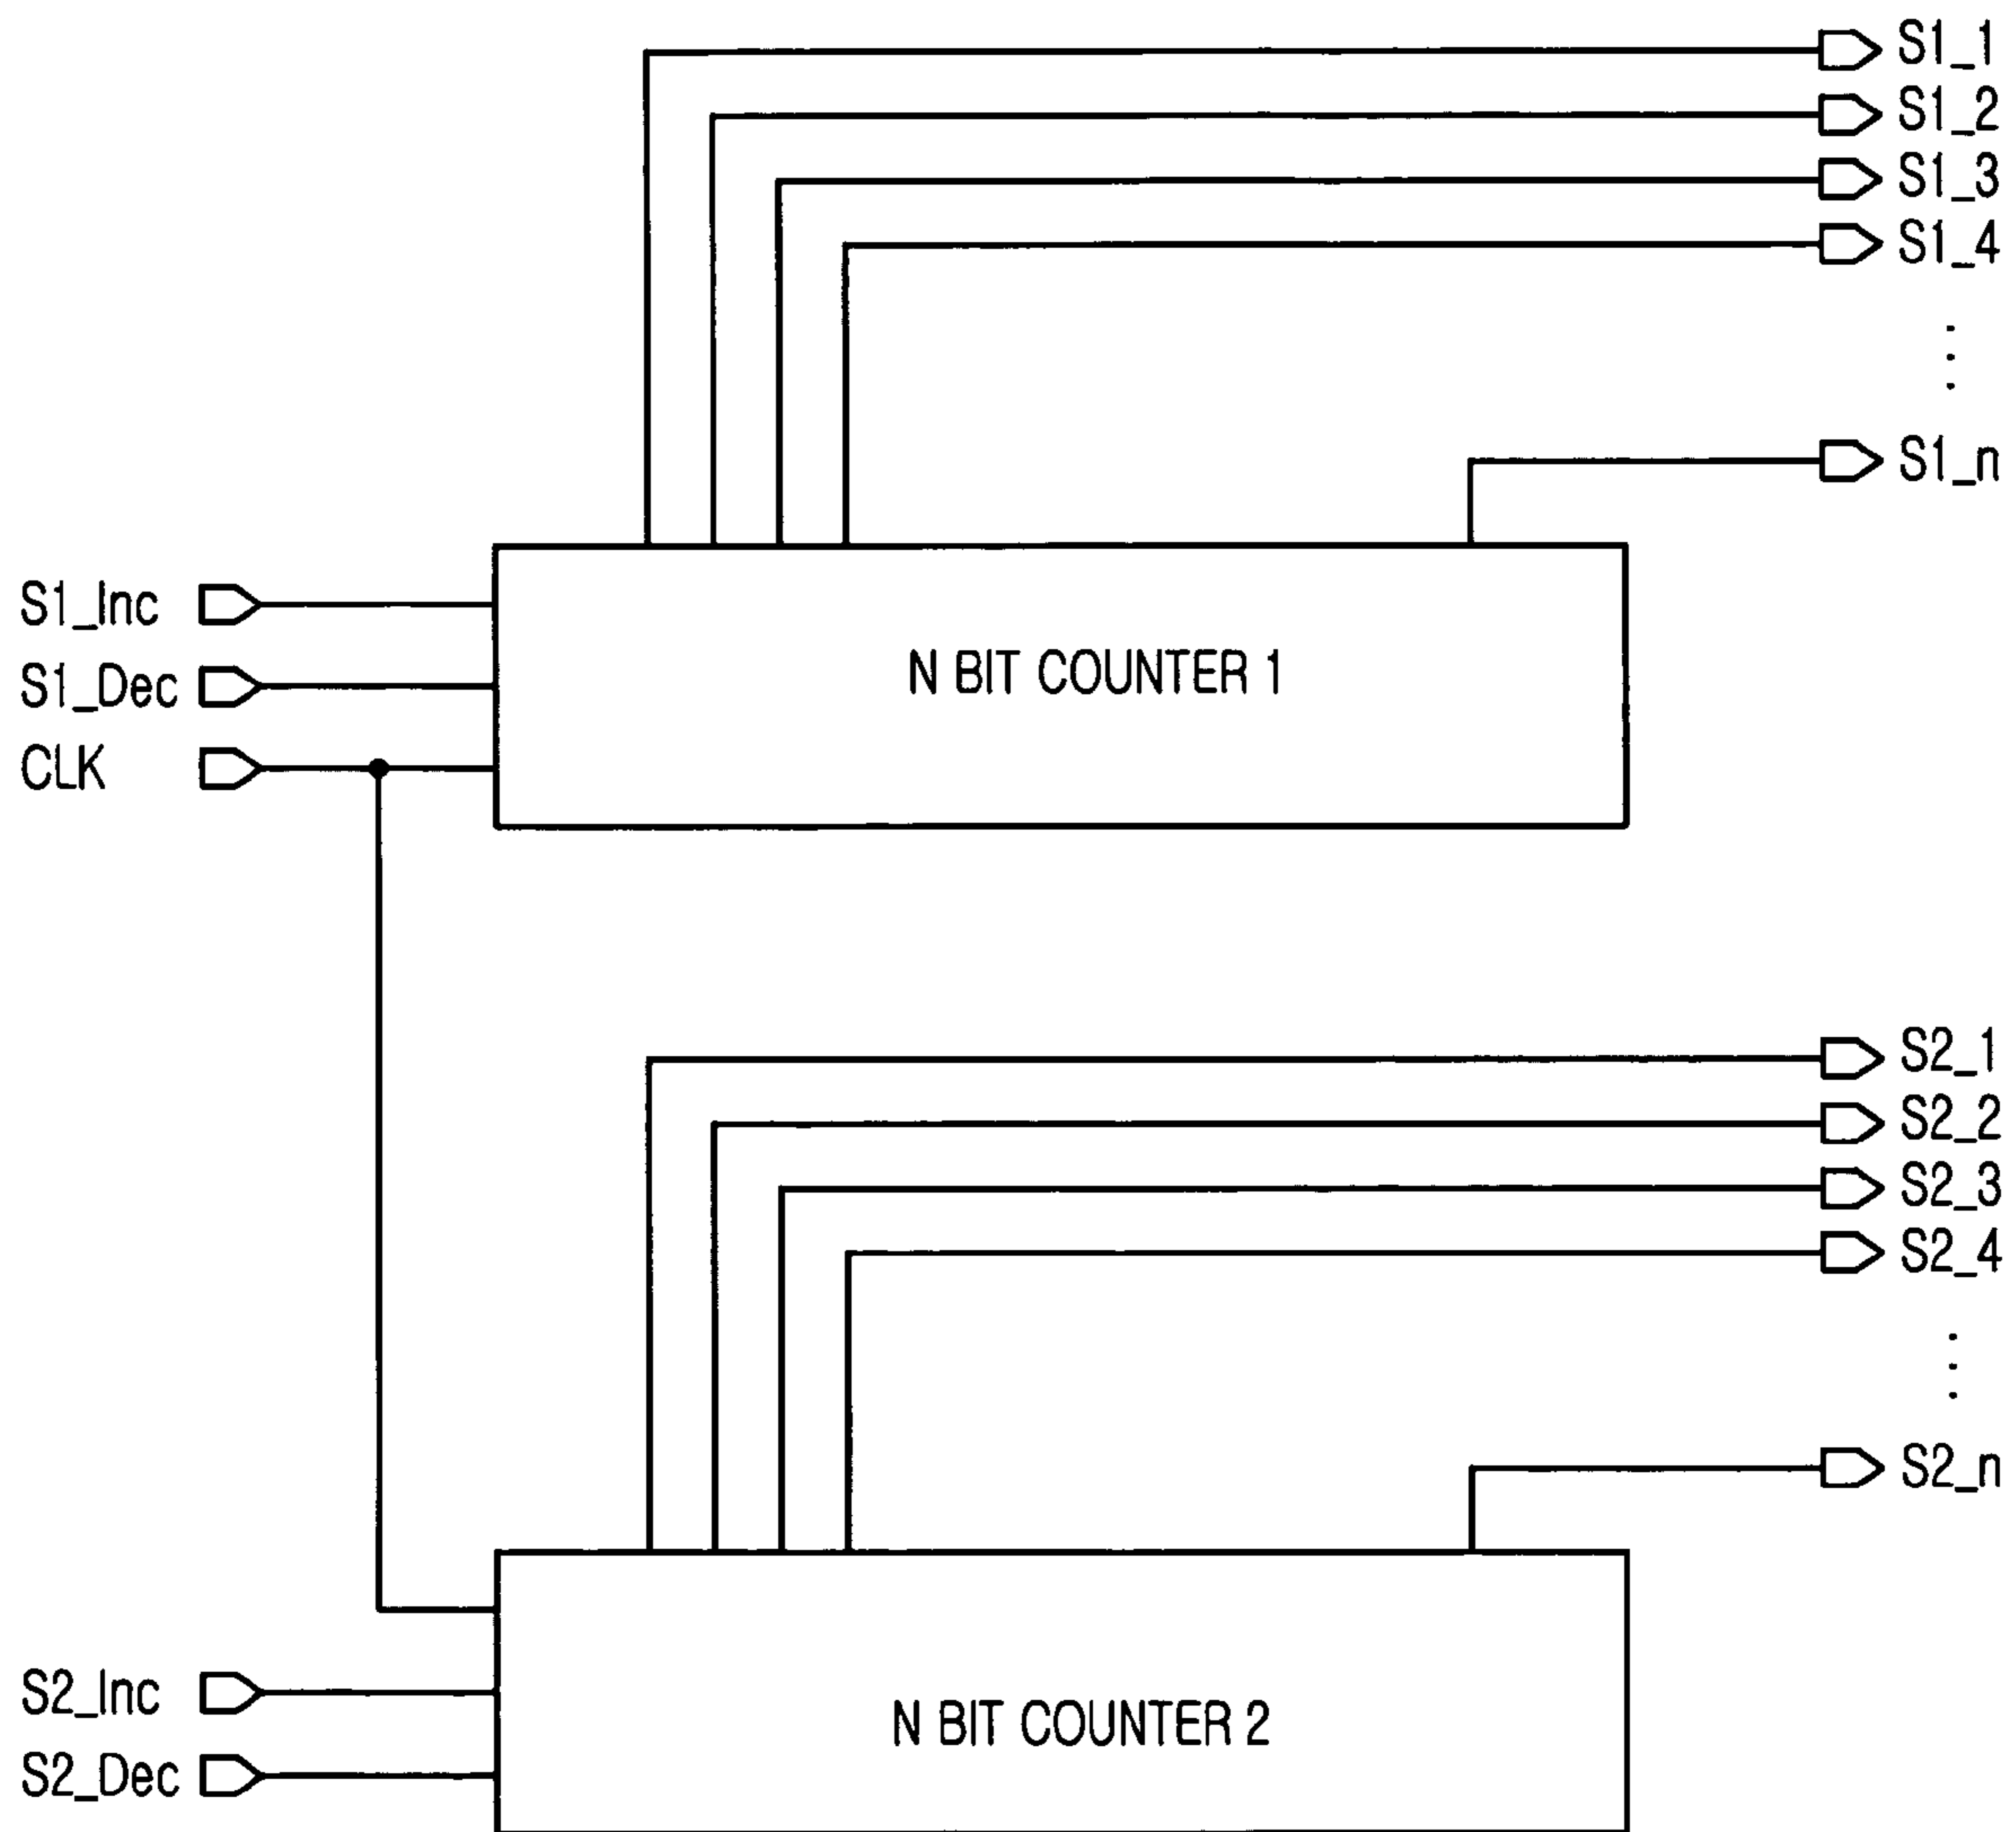 S1_1
S1_2
S1_3
S1_4
⋮
S1_n
S1_Inc
S1_Dec
N BIT COUNTER 1
CLK
S2_1
S2_2
S2_3
S2_4
⋮
S2_n
S2_Inc
N BIT COUNTER 2
S2_Dec